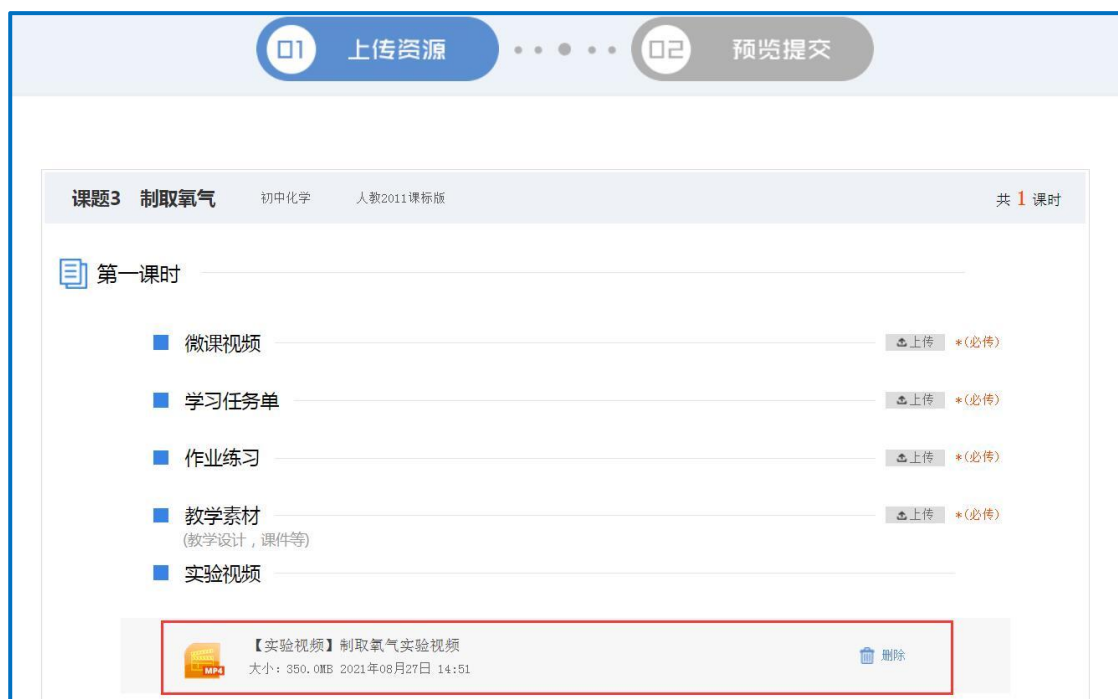 01 上传资源 02 预览提交
课题3 制取氧气 初中化学 人教2011课标版 共 1 课时
第一课时
微课视频 上传 *(必传)
学习任务单 上传 *(必传)
作业练习 上传 *(必传)
教学素材 上传 *(必传)
(教学设计，课件等)
实验视频
【实验视频】制取氧气实验视频
MP4 大小: 350.0MB 2021年08月27日 14:51 删除